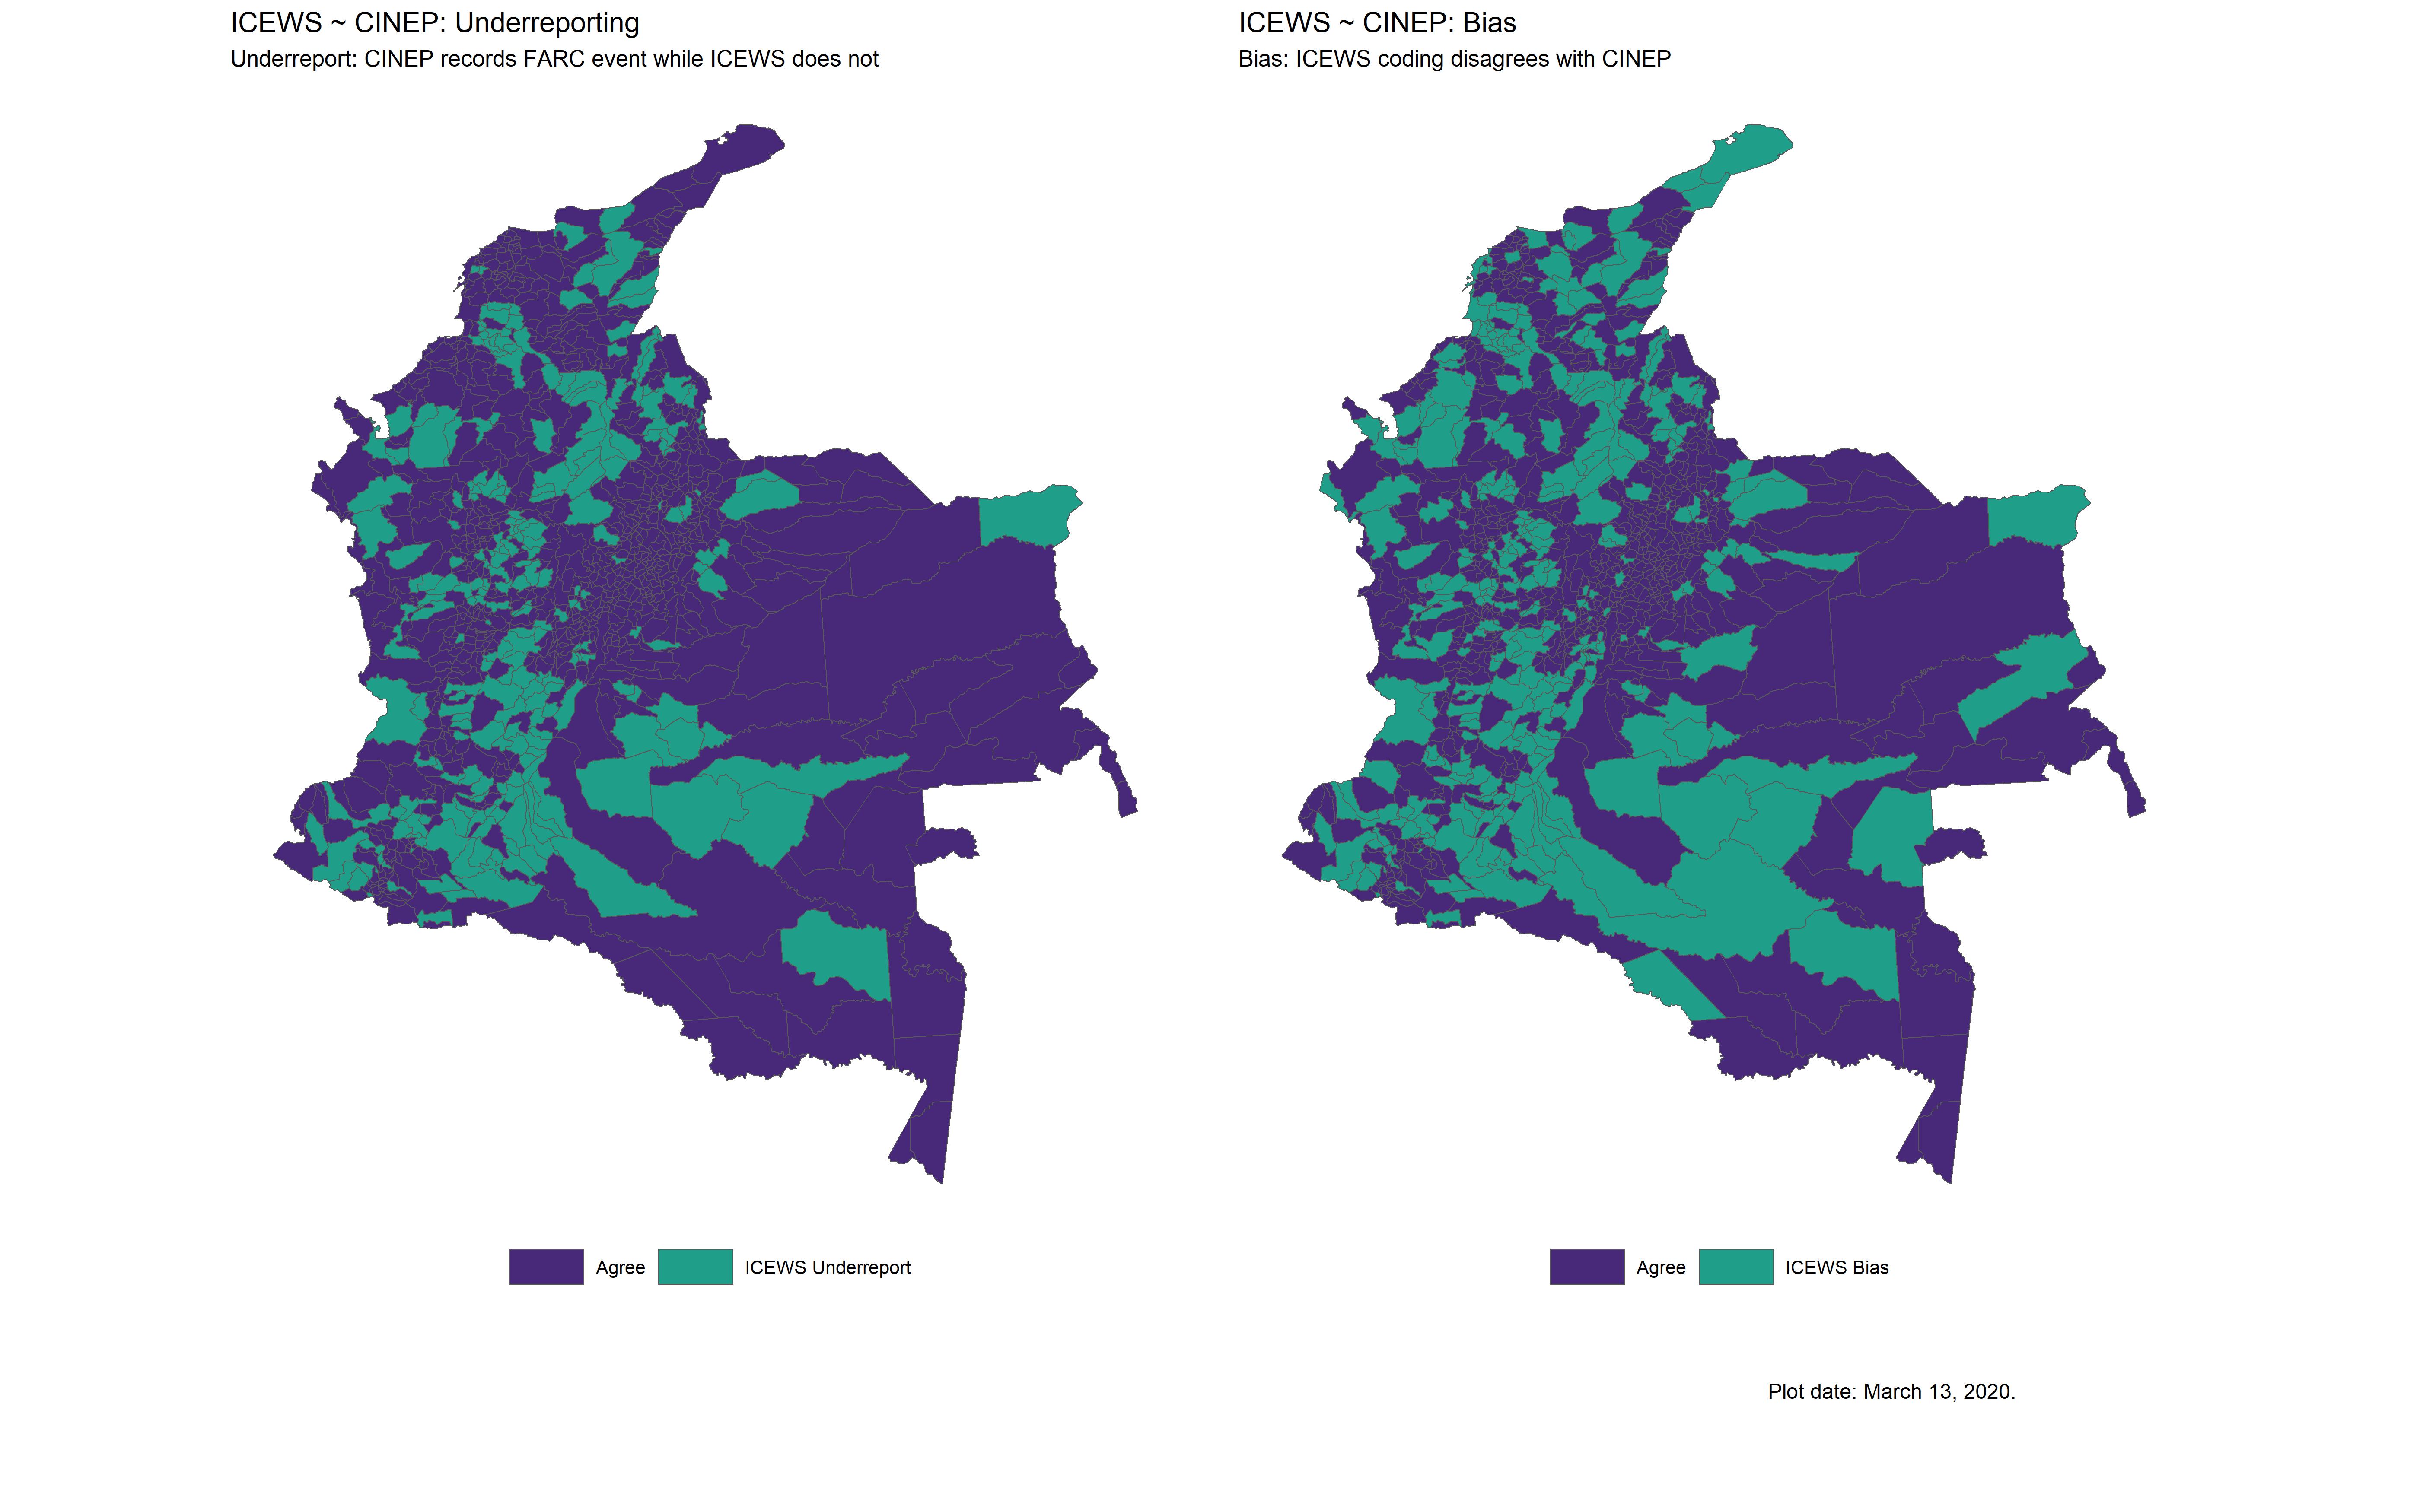 ICEWS ~ CINEP: Underreporting
Underreport: CINEP records FARC event while ICEWS does not
ICEWS ~ CINEP: Bias
Bias: ICEWS coding disagrees with CINEP
Agree
ICEWS Underreport
Agree
ICEWS Bias
Plot date: March 13, 2020.